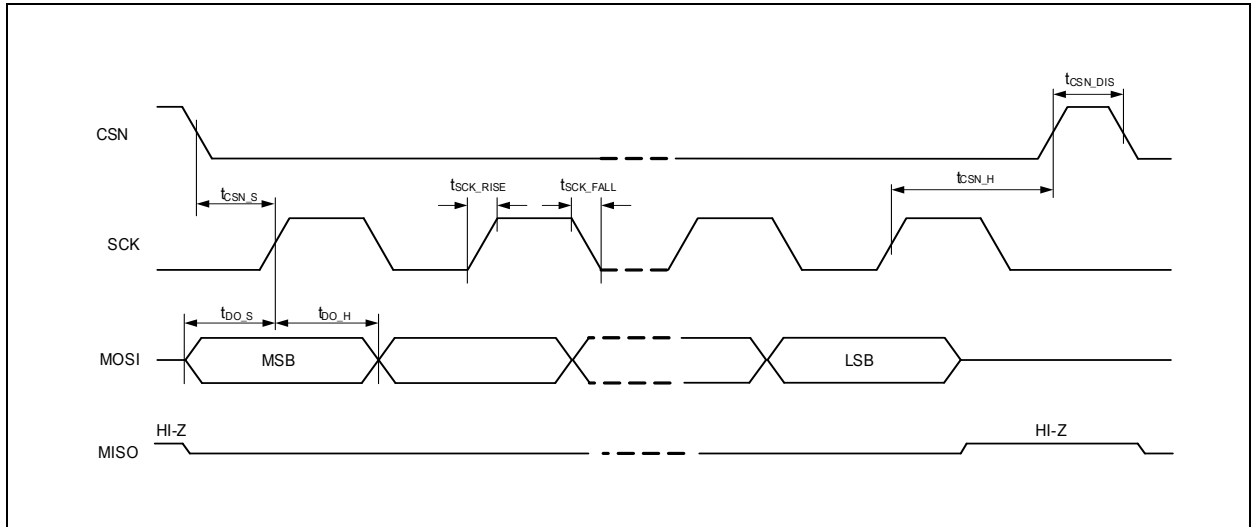 tCSN_DIS
CSN
tCSN_S
tSCK_RISE
tSCK_FALL
tCSN_H
SCK
tDO_S
tDO_H
MOSI
MSB
LSB
HI-Z
HI-Z
MISO